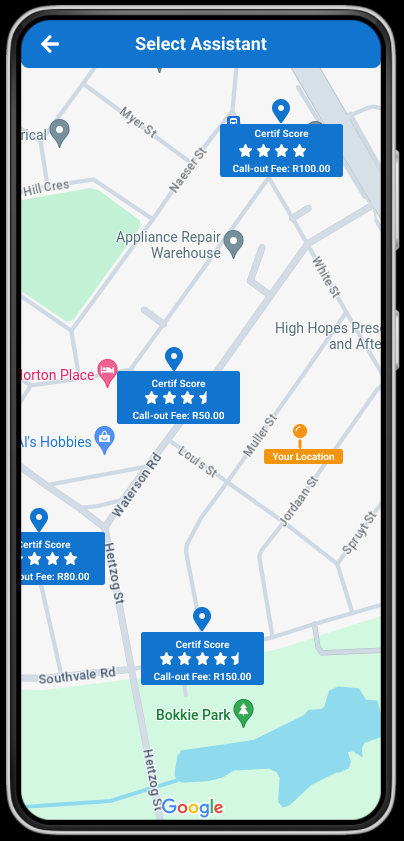 Select Assistant
Myer St
rical
Certif Score
Call-out Fee: R100.00
Naeser St
Hill Cres
Appliance Repair
Warehouse
White St
High Hopes Pres
and Afte
orton Place
Certif Score
Call-out Fee: R50.00
Al's Hobbies
Muller St
Your Location
Louis St
Waterson Rd
Jordaan St
Spruyt St
Certif Score
out Fee: R80.00
Hertzog St
Certif Score
Call-out Fee: R150.00
Southvale Rd
Bokkie Park
Hertzog St
Google